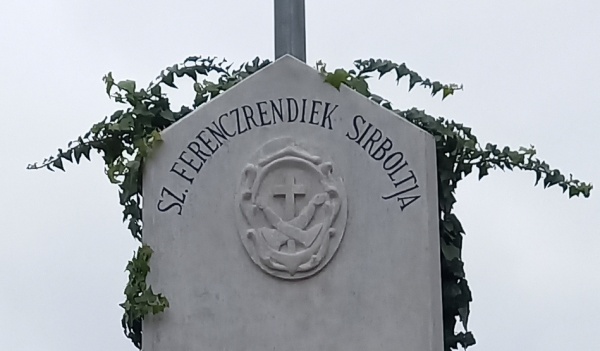 SZ. FERENCZRENDIEK SIRBOLTJA